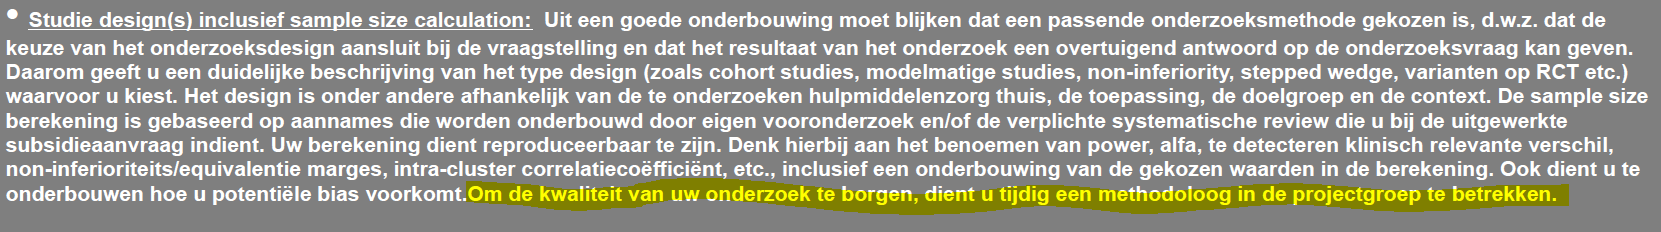 • Studie design(s) inclusief sample size calculation: Uit een goede onderbouwing moet blijken dat een passende onderzoeksmethode gekozen is, d.w.z. dat de
keuze van het onderzoeksdesign aansluit bij de vraagstelling en dat het resultaat van het onderzoek een overtuigend antwoord op de onderzoeksvraag kan geven.
Daarom geeft u een duidelijke beschrijving van het type design (zoals cohort studies, modelmatige studies, non-inferiority, stepped wedge, varianten op RCT etc.)
waarvoor u kiest. Het design is onder andere afhankelijk van de te onderzoeken hulpmiddelenzorg thuis, de toepassing, de doelgroep en de context. De sample size
berekening is gebaseerd op aannames die worden onderbouwd door eigen vooronderzoek en/of de verplichte systematische review die u bij de uitgewerkte
subsidieaanvraag indient. Uw berekening dient reproduceerbaar te zijn. Denk hierbij aan het benoemen van power, alfa, te detecteren klinisch relevante verschil,
non-inferioriteits/equivalentie marges, intra-cluster correlatiecoëfficiënt, etc., inclusief een onderbouwing van de gekozen waarden in de berekening. Ook dient u te
onderbouwen hoe u potentiële bias voorkomt.Om de kwaliteit van uw onderzoek te borgen, dient u tijdig een methodoloog in de projectgroep te betrekken.